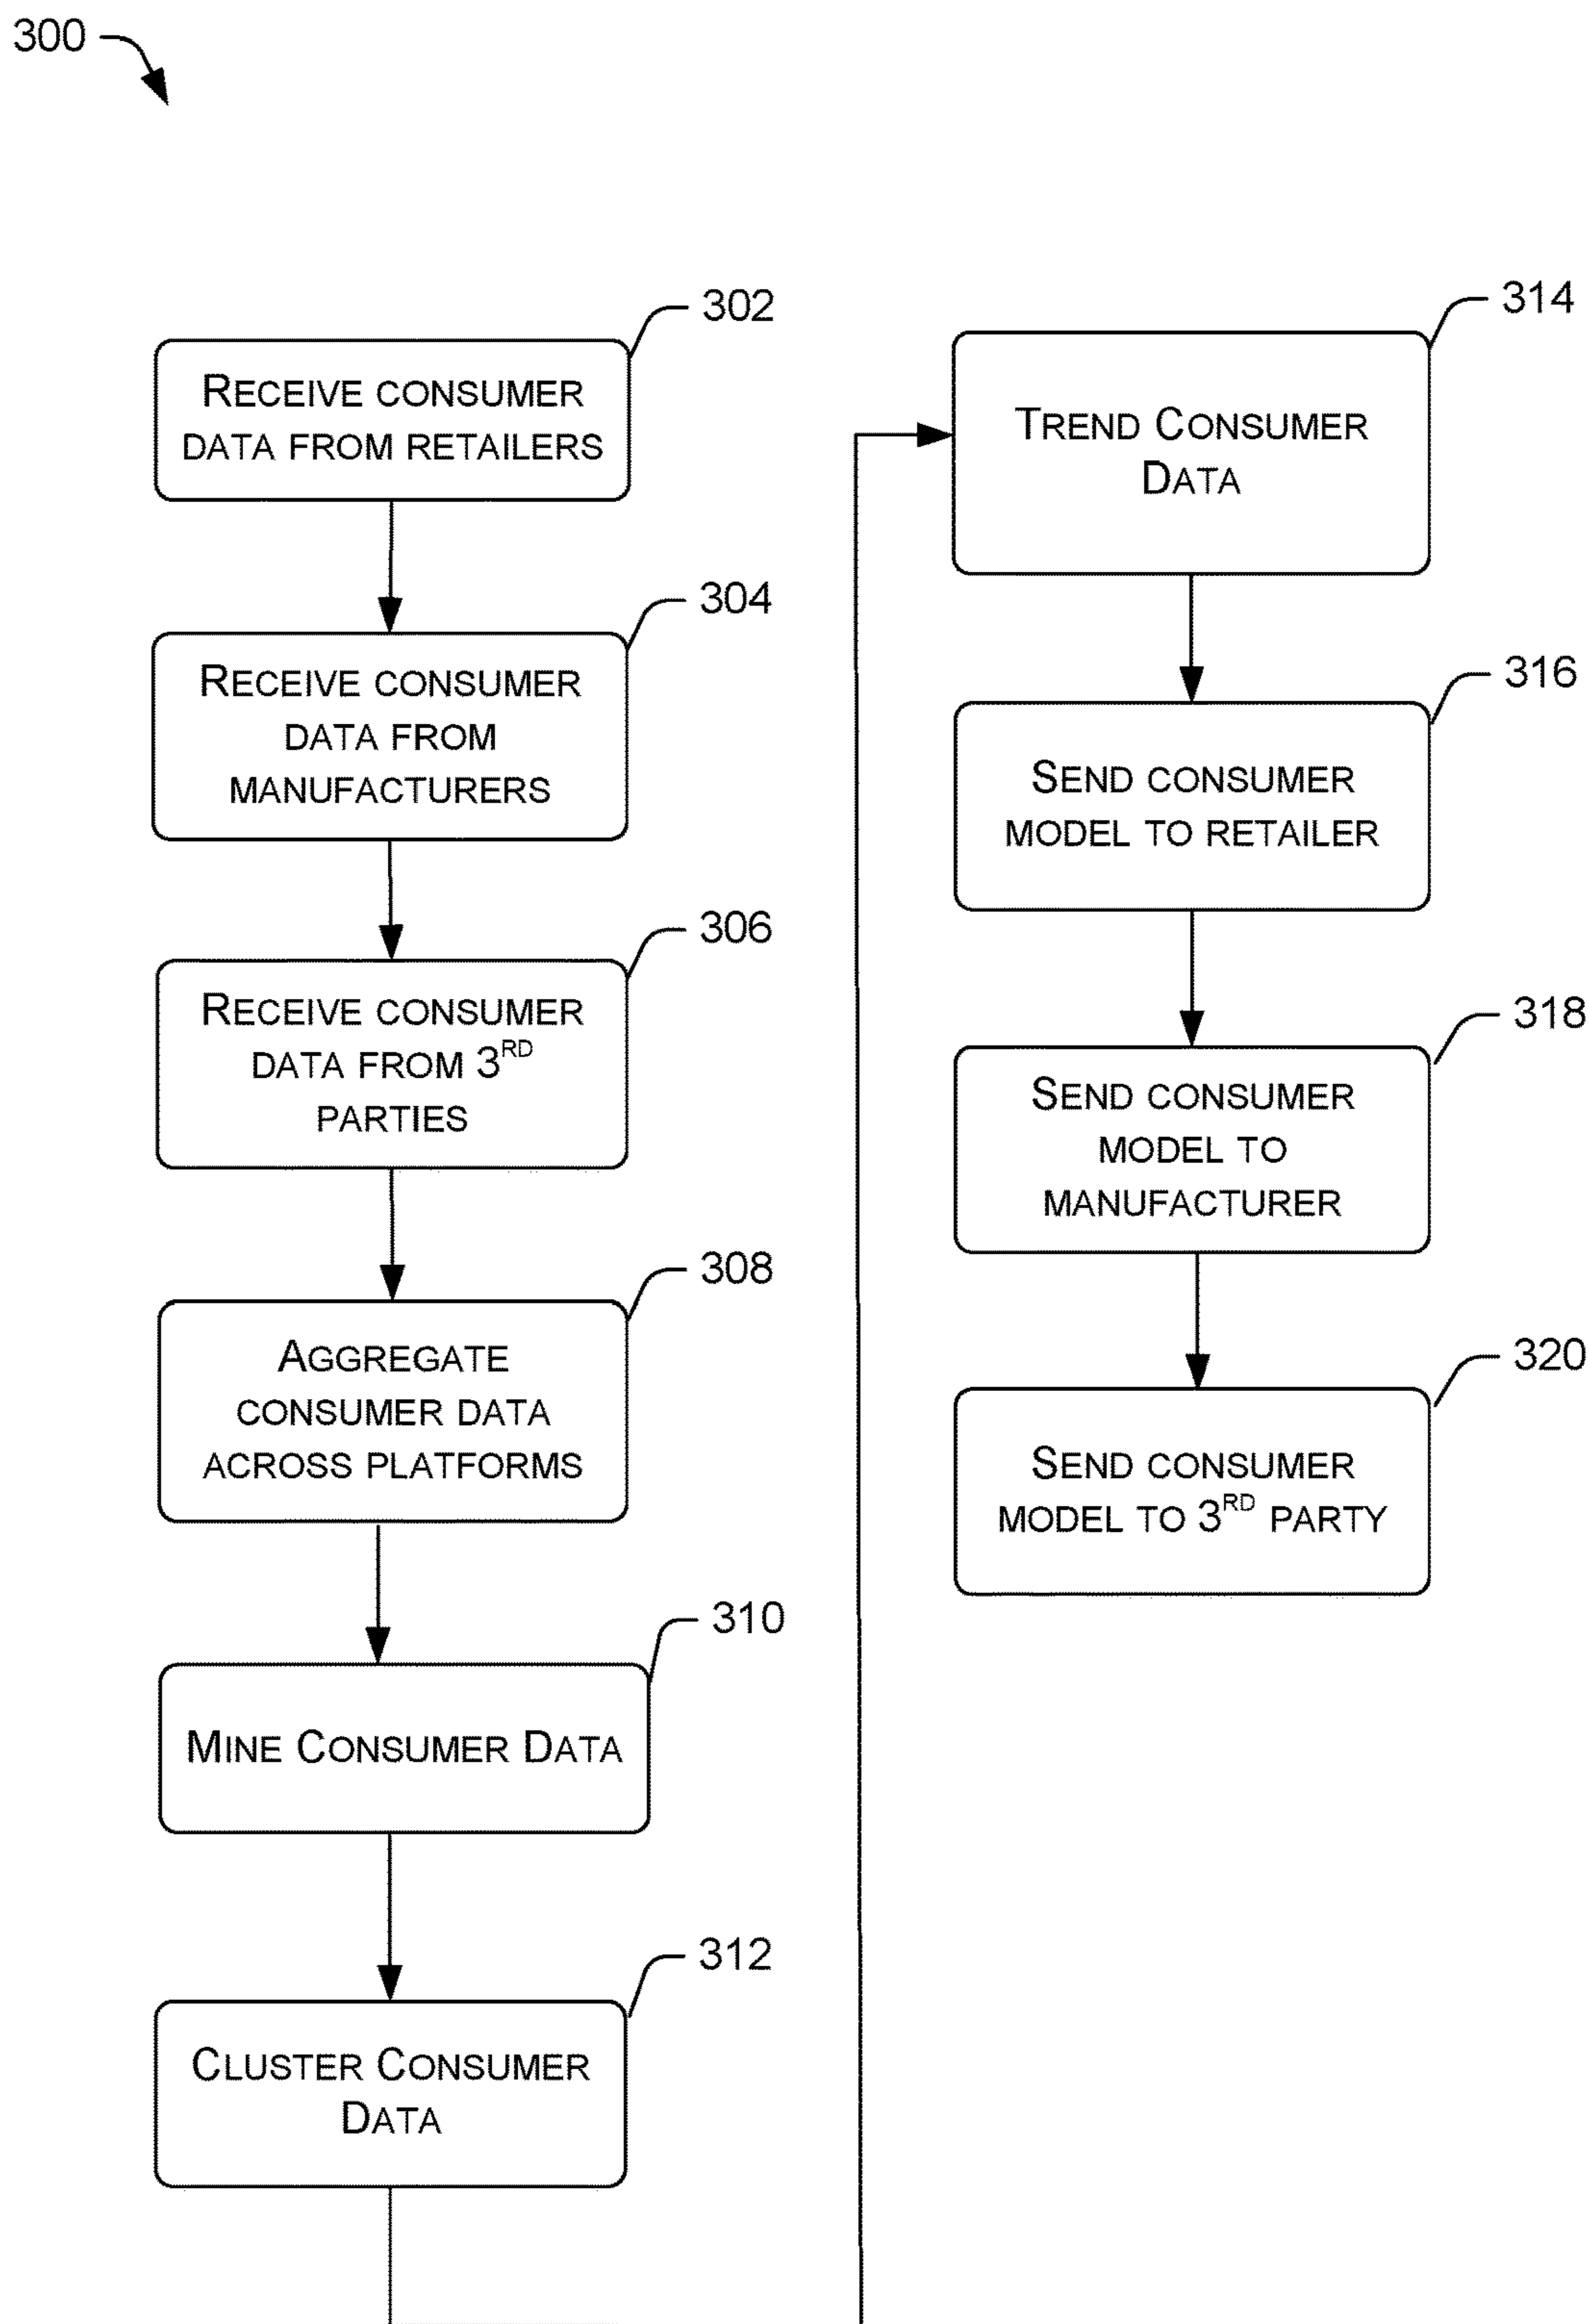 300
302
RECEIVE CONSUMER
DATA FROM RETAILERS
304
RECEIVE CONSUMER
DATA FROM
MANUFACTURERS
306
RECEIVE CONSUMER
DATA FROM 3RD
PARTIES
308
AGGREGATE
CONSUMER DATA
ACROSS PLATFORMS
310
MINE CONSUMER DATA
312
CLUSTER CONSUMER
DATA
314
TREND CONSUMER
DATA
316
SEND CONSUMER
MODEL TO RETAILER
318
SEND CONSUMER
MODEL TO
MANUFACTURER
320
SEND CONSUMER
MODEL TO 3RD PARTY